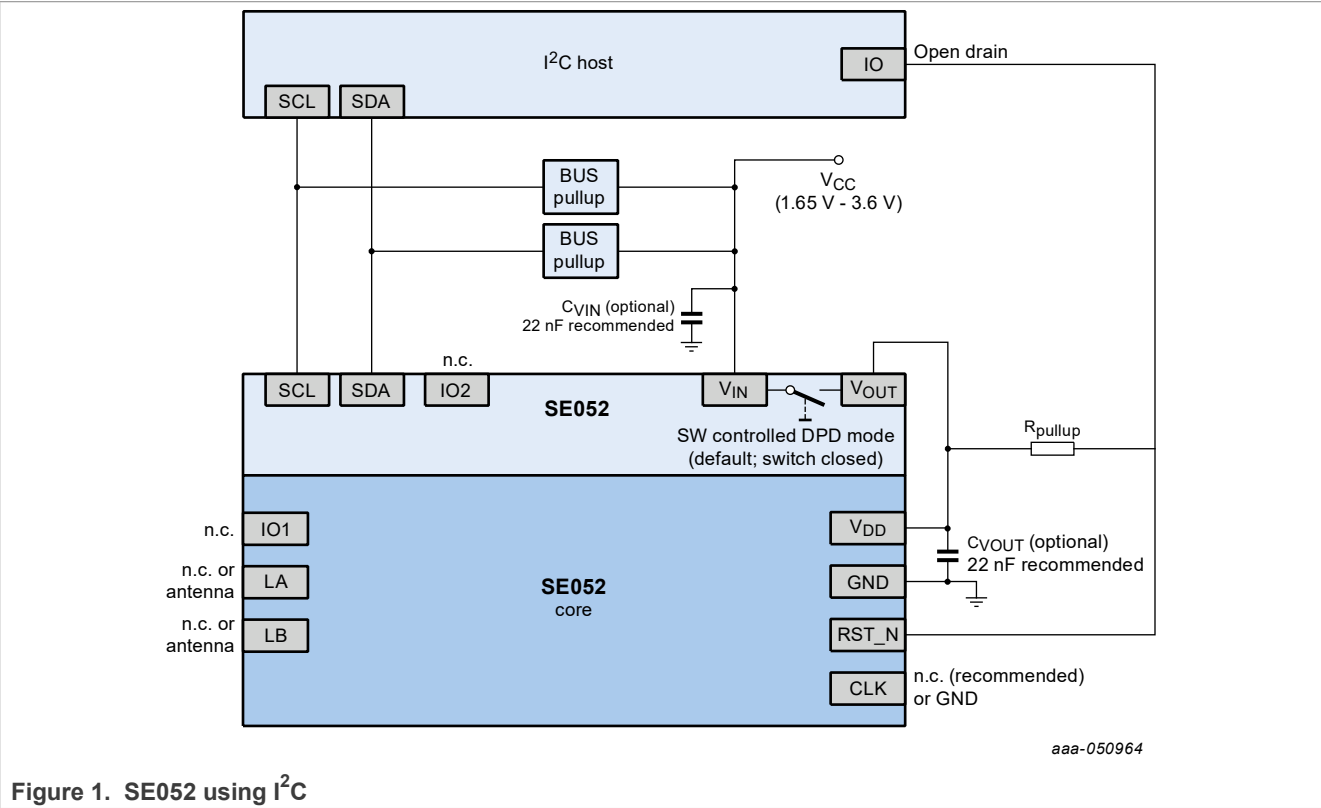 I2C host
IO
Open drain
SCL
SDA
BUS
pullup
VCC
(1.65 V - 3.6 V)
BUS
pullup
CVIN (optional)
22 nF recommended
n.c.
SCL
SDA
IO2
SE052
VIN
VOUT
SW controlled DPD mode
(default; switch closed)
Rpullup
n.c.
IO1
VDD
CVOUT (optional)
22 nF recommended
n.c. or
antenna
LA
SE052
core
GND
n.c. or
antenna
LB
RST_N
CLK
n.c. (recommended)
or GND
aaa-050964
Figure 1. SE052 using I2C